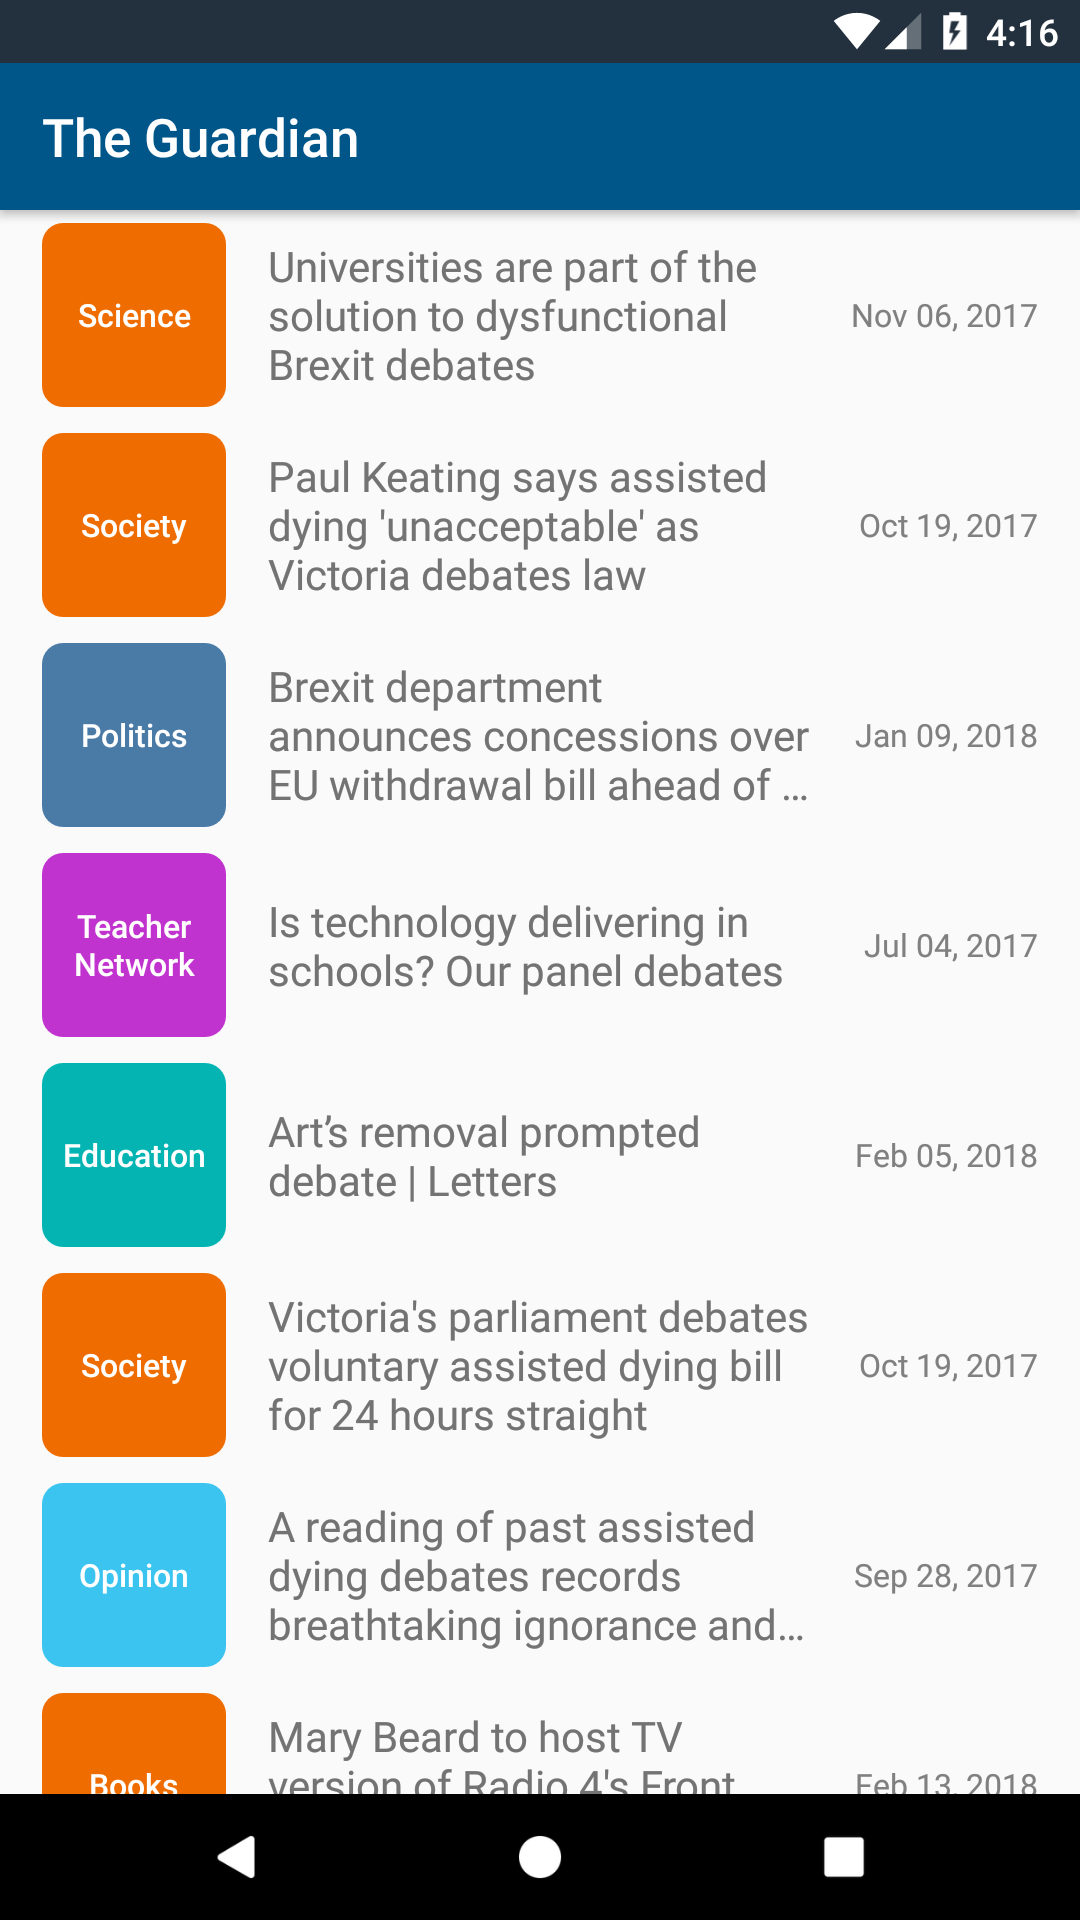 4:16
The Guardian
Science
Universities are part of the
solution to dysfunctional
Brexit debates
Nov 06, 2017
Society
Paul Keating says assisted
dying 'unacceptable' as
Victoria debates law
Oct 19, 2017
Politics
Brexit department
announces concessions over
EU withdrawal bill ahead of ...
Jan 09, 2018
Teacher
Network
Is technology delivering in
schools? Our panel debates
Jul 04, 2017
Education
Art’s removal prompted
debate | Letters
Feb 05, 2018
Society
Victoria's parliament debates
voluntary assisted dying bill
for 24 hours straight
Oct 19, 2017
Opinion
A reading of past assisted
dying debates records
breathtaking ignorance and...
Sep 28, 2017
Books
Mary Beard to host TV
version of Radio 4's Front
Feb 13, 2018